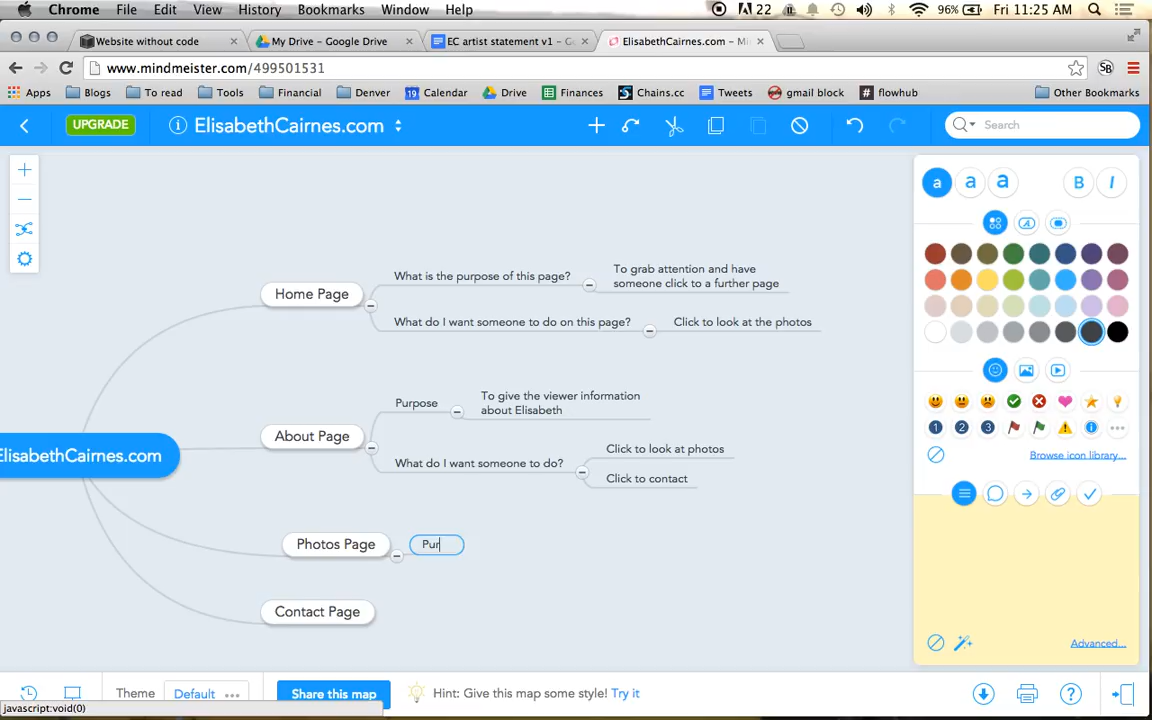 Chrome File Edit View History Bookmarks Window Help 22 96% Fri 11:25 AM
Website without code
My Drive – Google Drive
EC artist statement v1 – G
ElisabethCairnes.com – Mi
www.mindmeister.com/499501531
Apps Blogs To read Tools Financial Denver 19 Calendar Drive Finances Chains.cc Tweets gmail block # flowhub Other Bookmarks
UPGRADE
ElisabethCairnes.com
Search
a a a B I
Home Page
What is the purpose of this page?
To grab attention and have
someone click to a further page
What do I want someone to do on this page?
Click to look at the photos
About Page
Purpose
To give the viewer information
about Elisabeth
What do I want someone to do?
Click to look at photos
Click to contact
ElisabethCairnes.com
Photos Page
Pur
Contact Page
1 2 3
Browse icon library...
Advanced...
Theme Default
Share this map
Hint: Give this map some style! Try it
javascript:void(0)